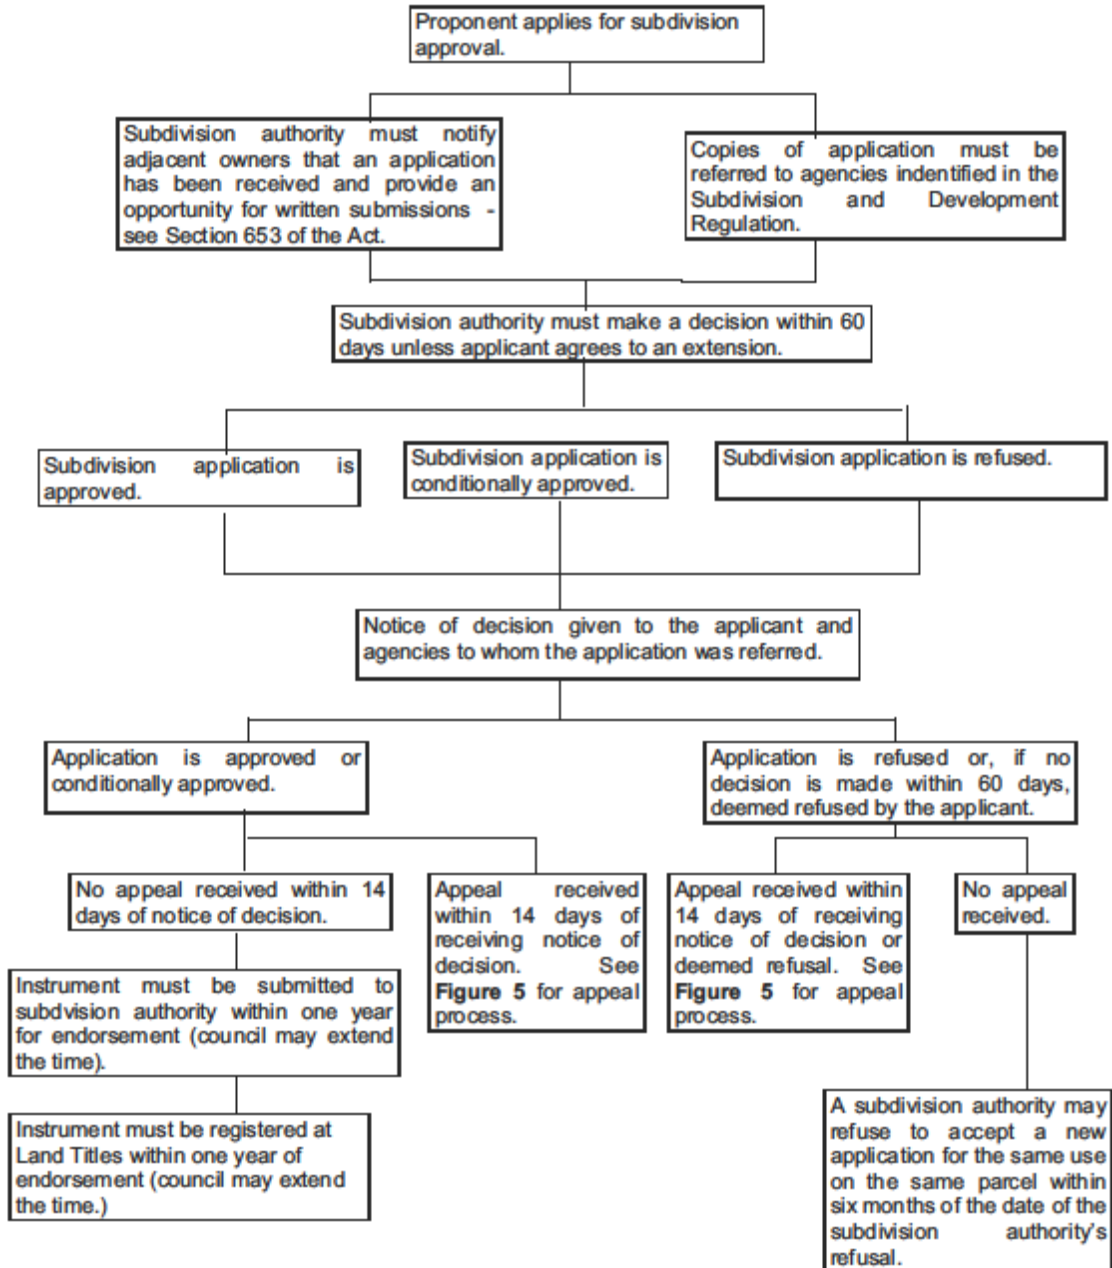 Proponent applies for subdivision
approval.
Subdivision authority must notify
adjacent owners that an application
has been received and provide an
opportunity for written submissions -
see Section 653 of the Act.
Copies of application must be
referred to agencies indentified in the
Subdivision and Development
Regulation.
Subdivision authority must make a decision within 60
days unless applicant agrees to an extension.
Subdivision application is
approved.
Subdivision application is
conditionally approved.
Subdivision application is refused.
Notice of decision given to the applicant and
agencies to whom the application was referred.
Application is approved or
conditionally approved.
Application is refused or, if no
decision is made within 60 days,
deemed refused by the applicant.
No appeal received within 14
days of notice of decision.
Appeal received
within 14 days of
receiving notice of
decision. See
Figure 5 for appeal
process.
Appeal received within
14 days of receiving
notice of decision or
deemed refusal. See
Figure 5 for appeal
process.
No appeal
received.
Instrument must be submitted to
subdvision authority within one year
for endorsement (council may extend
the time).
Instrument must be registered at
Land Titles within one year of
endorsement (council may extend
the time.)
A subdivision authority may
refuse to accept a new
application for the same use
on the same parcel within
six months of the date of the
subdivision authority's
refusal.